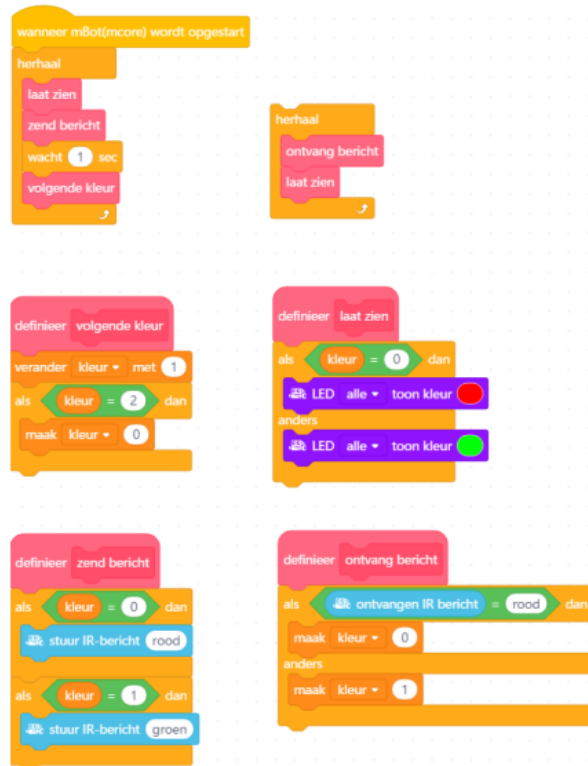 wanneer mBot(mcore) wordt opgestart
herhaal
laat zien
zend bericht
wacht 1 sec
volgende kleur
herhaal
ontvang bericht
laat zien
definieer volgende kleur
verander kleur met 1
als kleur = 2 dan
maak kleur 0
definieer laat zien
als kleur = 0 dan
LED alle toon kleur
anders
LED alle toon kleur
definieer zend bericht
als kleur = 0 dan
stuur IR-bericht rood
als kleur = 1 dan
stuur IR-bericht groen
definieer ontvang bericht
als ontvangen IR bericht = rood dan
maak kleur 0
anders
maak kleur 1